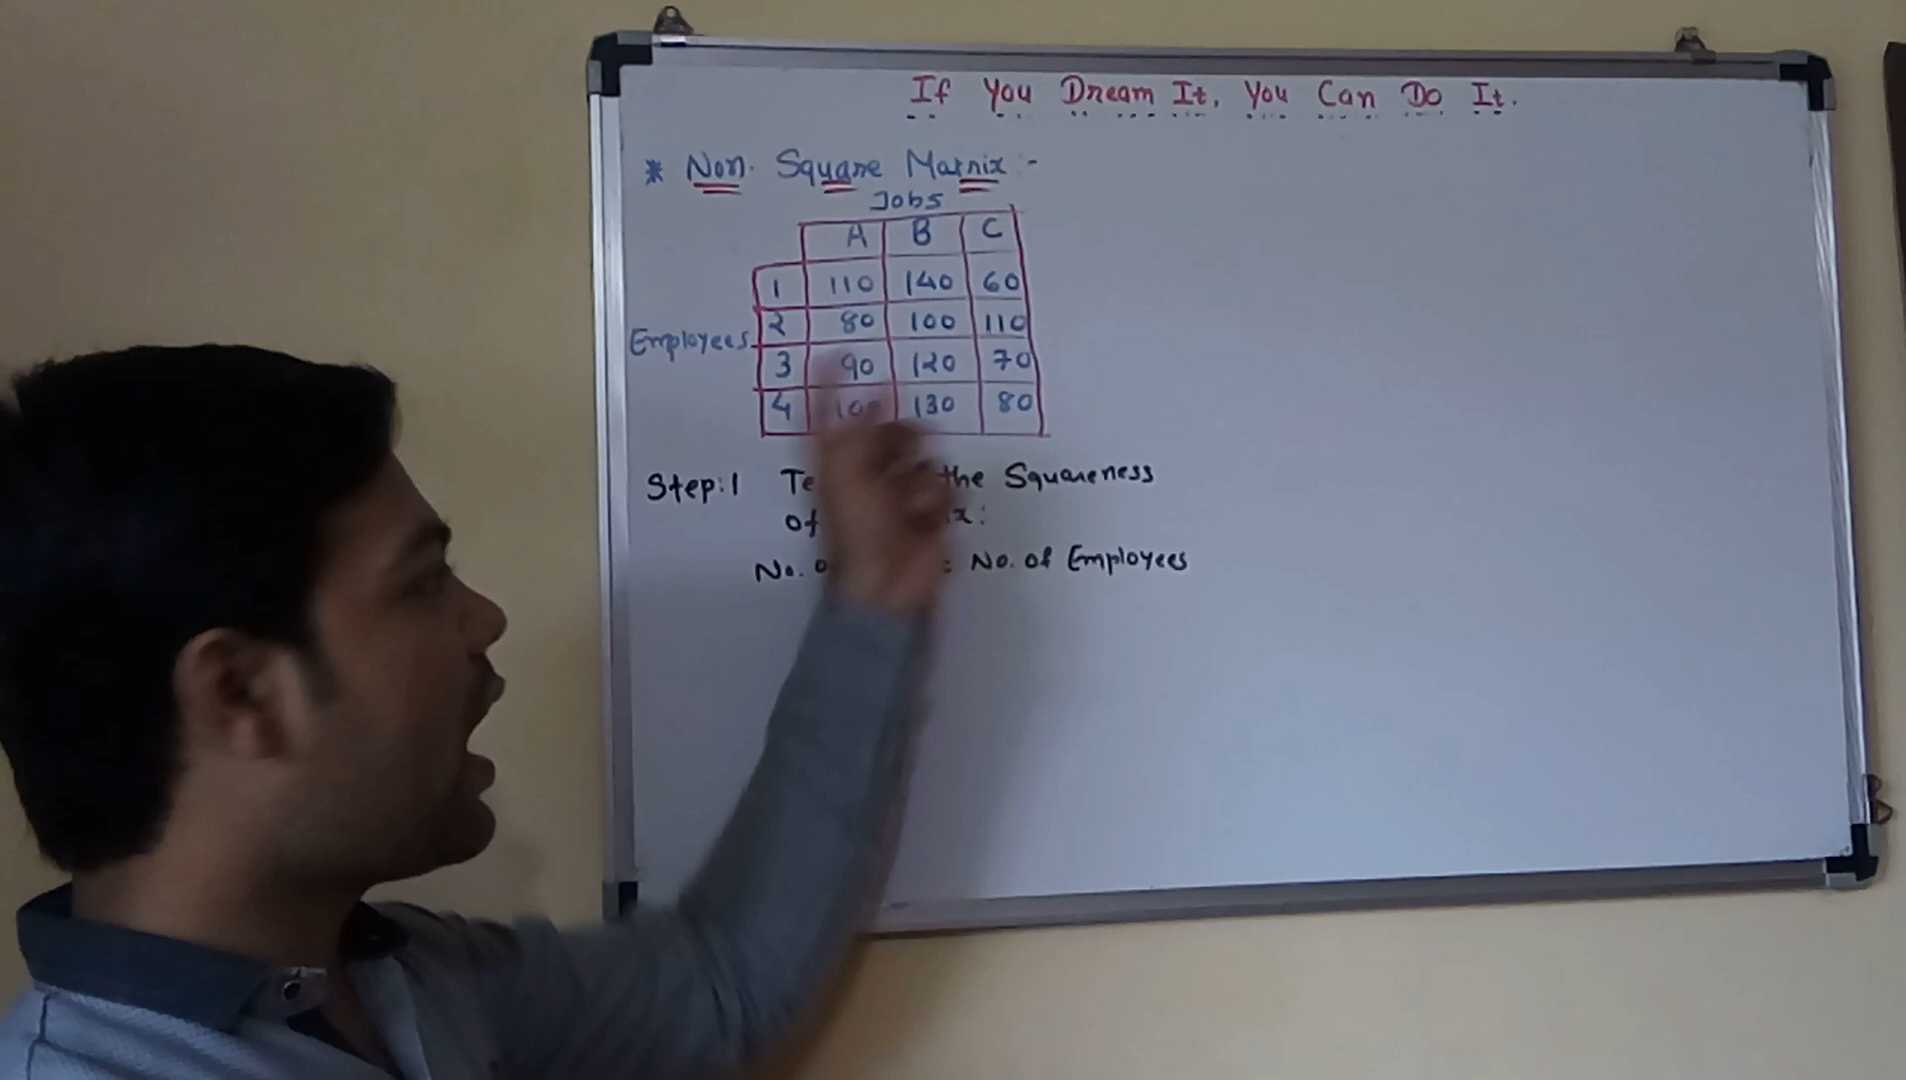 If You Dream It, You Can Do It.
* Non. Square Matrix :-
Jobs
A B C
1 110 140 60
2 80 100 110
Employees
3 90 120 70
4 100 130 80
Step:1 the Squareness
of
No. = No. of Employees